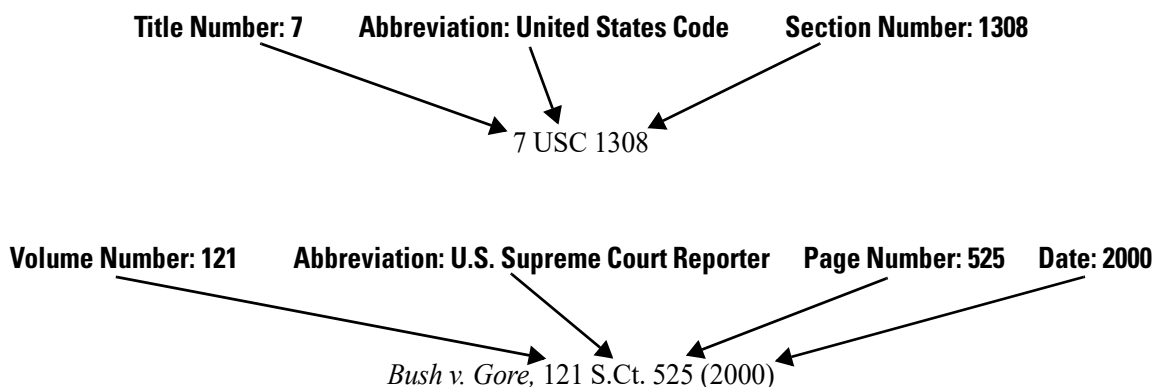 Title Number: 7 Abbreviation: United States Code Section Number: 1308
7 USC 1308
Volume Number: 121 Abbreviation: U.S. Supreme Court Reporter Page Number: 525 Date: 2000
Bush v. Gore, 121 S.Ct. 525 (2000)